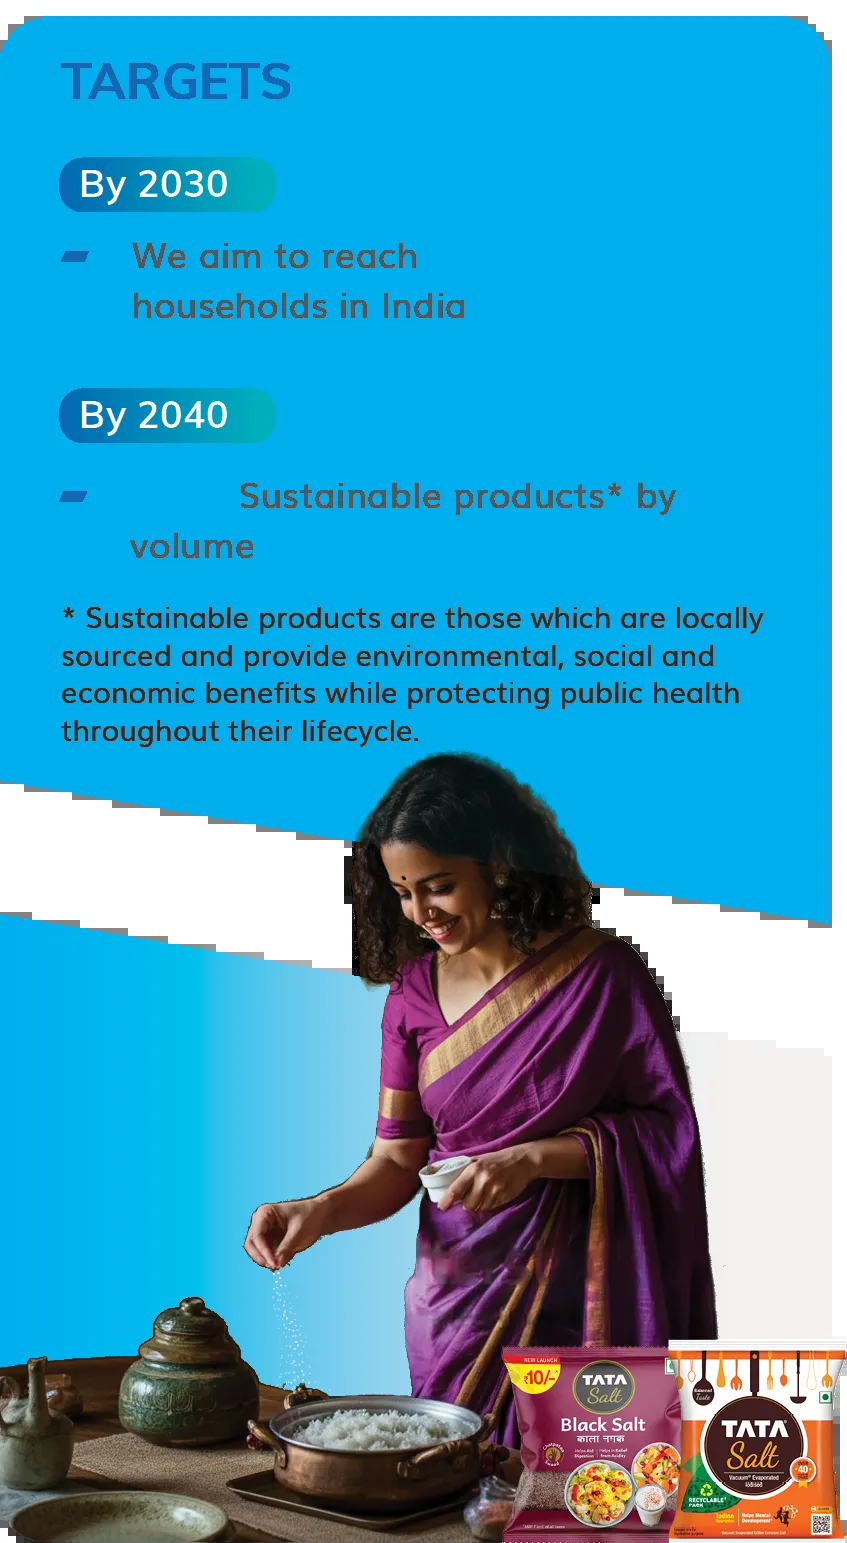 TARGETS
By 2030
We aim to reach
households in India
By 2040
Sustainable products* by
volume
* Sustainable products are those which are locally
sourced and provide environmental, social and
economic benefits while protecting public health
throughout their lifecycle.
NEW LAUNCH
₹10/-
TATA
Salt
Black Salt
काला नमक
Helps Aid
Digestion
Helps in Relief
from Acidity
Balanced
Taste
TATA
Salt
Vacuum Evaporated
Iodised
40
RECYCLABLE
PACK
Iodine
Helps Mental
Development